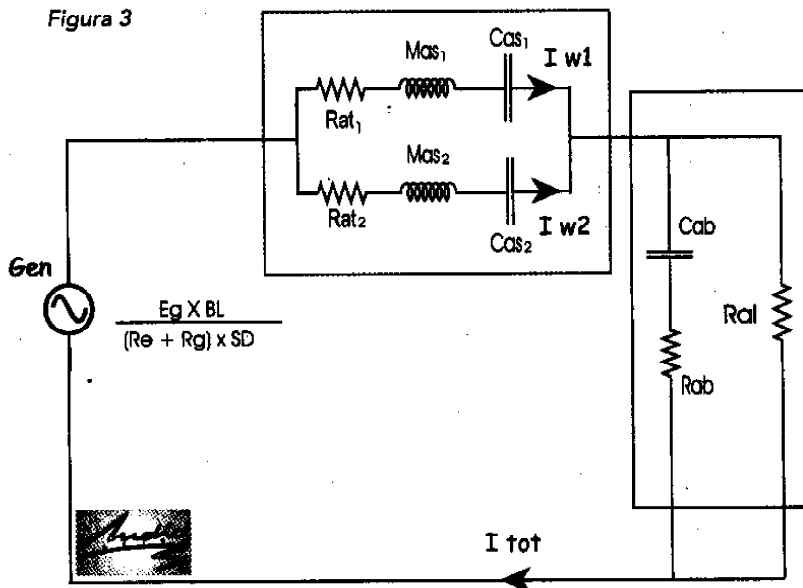 Figura 3
Mas₁
Cas₁
I w1
Rat₁
Mas₂
Rat₂
Cas₂
I w2
Gen
Eg X BL
(Re + Rg) x SD
Cab
Ral
Rab
I tot